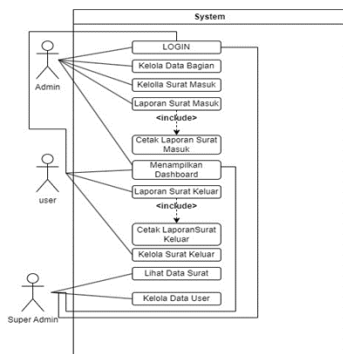 System
LOGIN
Kelola Data Bagian
Admin
Kelolla Surat Masuk
Laporan Surat Masuk
<include>
Cetak Laporan Surat
Masuk
Menampilkan
Dashboard
user
Laporan Surat Keluar
<include>
Cetak LaporanSurat
Keluar
Kelola Surat Keluar
Lihat Data Surat
Kelola Data User
Super Admin